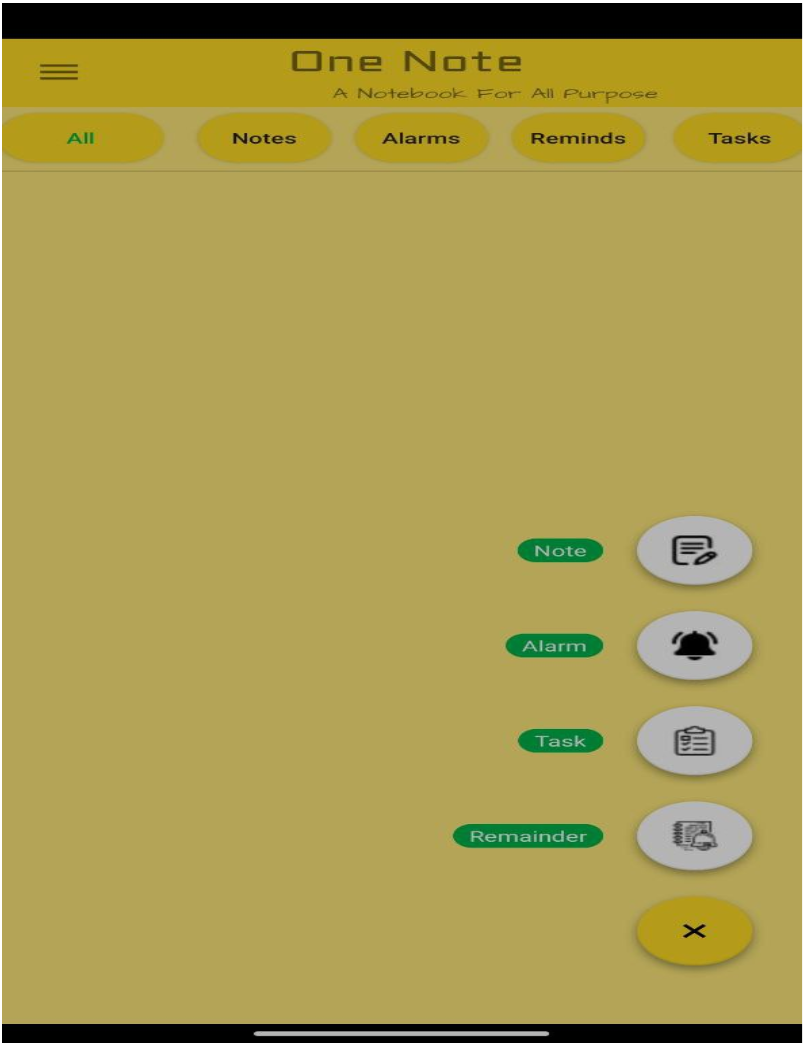 One Note
A Notebook For All Purpose
All Notes Alarms Reminds Tasks
Note
Alarm
Task
Remainder